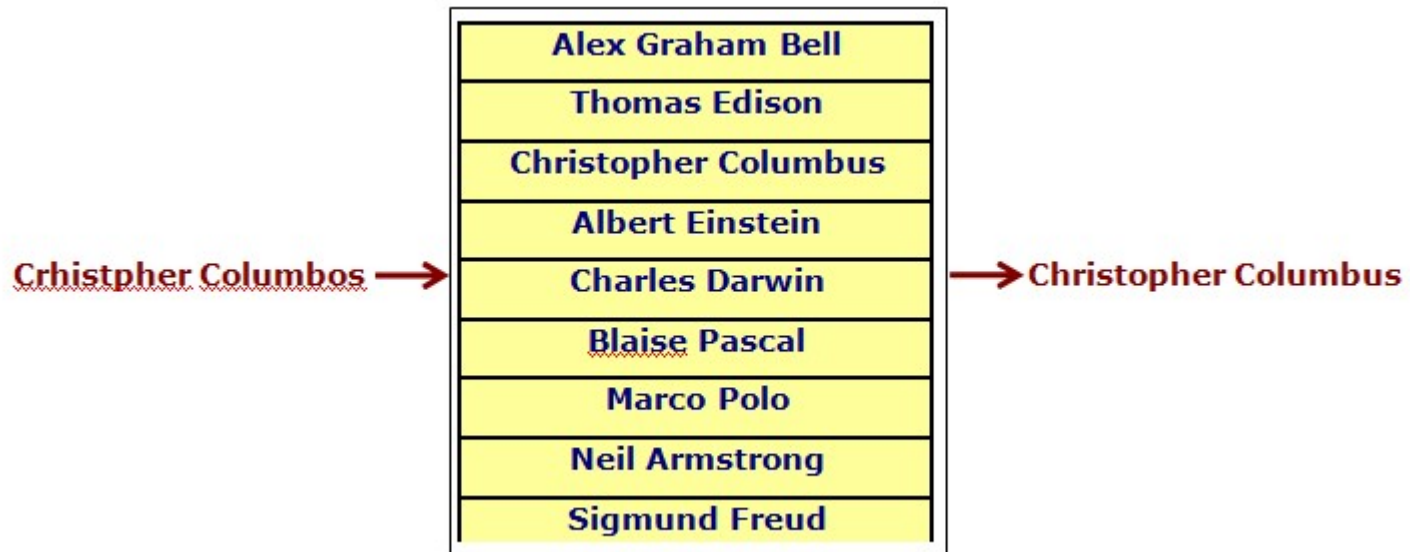 Alex Graham Bell
Thomas Edison
Christopher Columbus
Albert Einstein
Crhistpher Columbos
Charles Darwin
Christopher Columbus
Blaise Pascal
Marco Polo
Neil Armstrong
Sigmund Freud